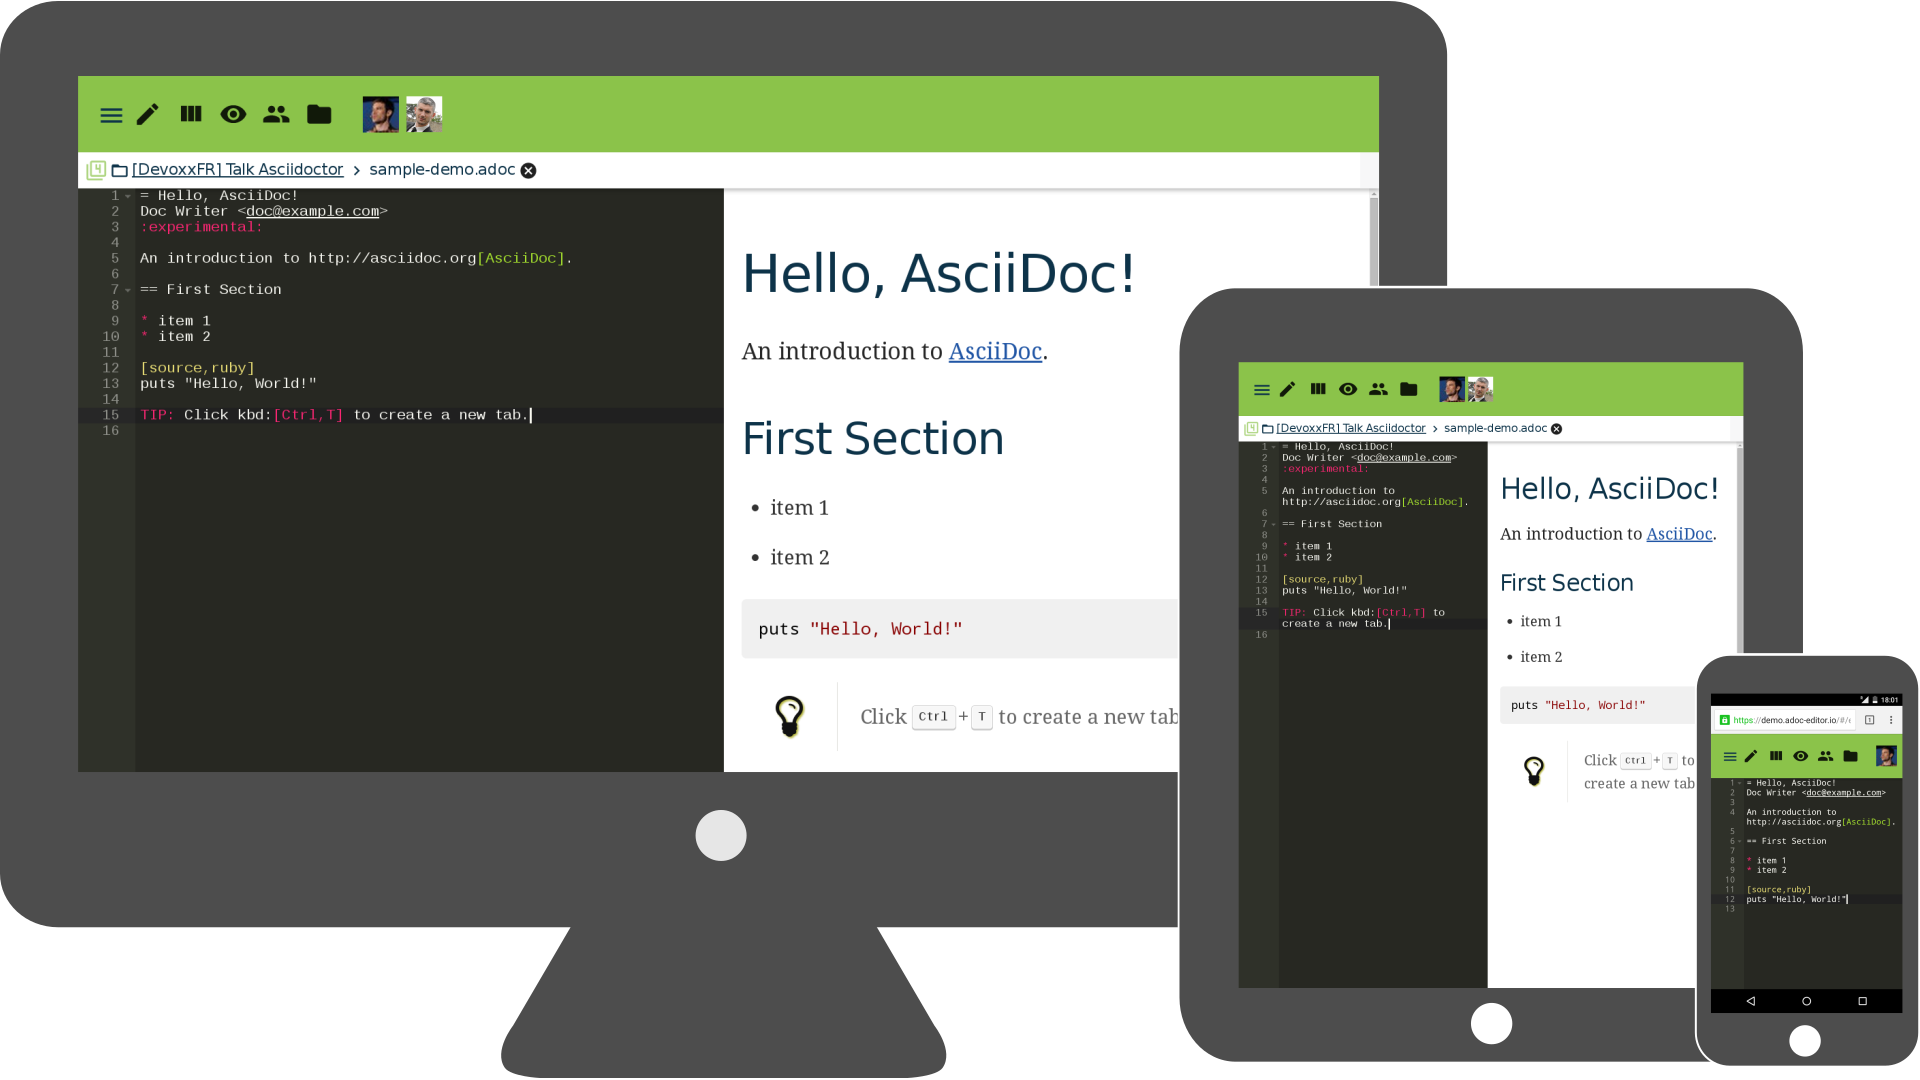 4 [DevoxxFR] Talk Asciidoctor > sample-demo.adoc
1 = Hello, AsciiDoc!
2 Doc Writer <doc@example.com>
3 :experimental:
4
5 An introduction to http://asciidoc.org[AsciiDoc].
6
7 == First Section
8
9 * item 1
10 * item 2
11
12 [source,ruby]
13 puts "Hello, World!"
14
15 TIP: Click kbd:[Ctrl,T] to create a new tab.
16
Hello, AsciiDoc!
An introduction to AsciiDoc.
First Section
• item 1
• item 2
puts "Hello, World!"
Click Ctrl + T to create a new tab
4 [DevoxxFR] Talk Asciidoctor > sample-demo.adoc
1 = Hello, AsciiDoc!
2 Doc Writer <doc@example.com>
3 :experimental:
4
5 An introduction to
http://asciidoc.org[AsciiDoc].
6
7 == First Section
8
9 * item 1
10 * item 2
11
12 [source,ruby]
13 puts "Hello, World!"
14
15 TIP: Click kbd:[Ctrl,T] to
create a new tab.
16
Hello, AsciiDoc!
An introduction to AsciiDoc.
First Section
• item 1
• item 2
puts "Hello, World!"
Click Ctrl + T to
create a new tab
18:01
https://demo.adoc-editor.io/#/
1 = Hello, AsciiDoc!
2 Doc Writer <doc@example.com>
3
4 An introduction to
http://asciidoc.org[AsciiDoc].
5
6 == First Section
7
8 * item 1
9 * item 2
10
11 [source,ruby]
12 puts "Hello, World!"
13